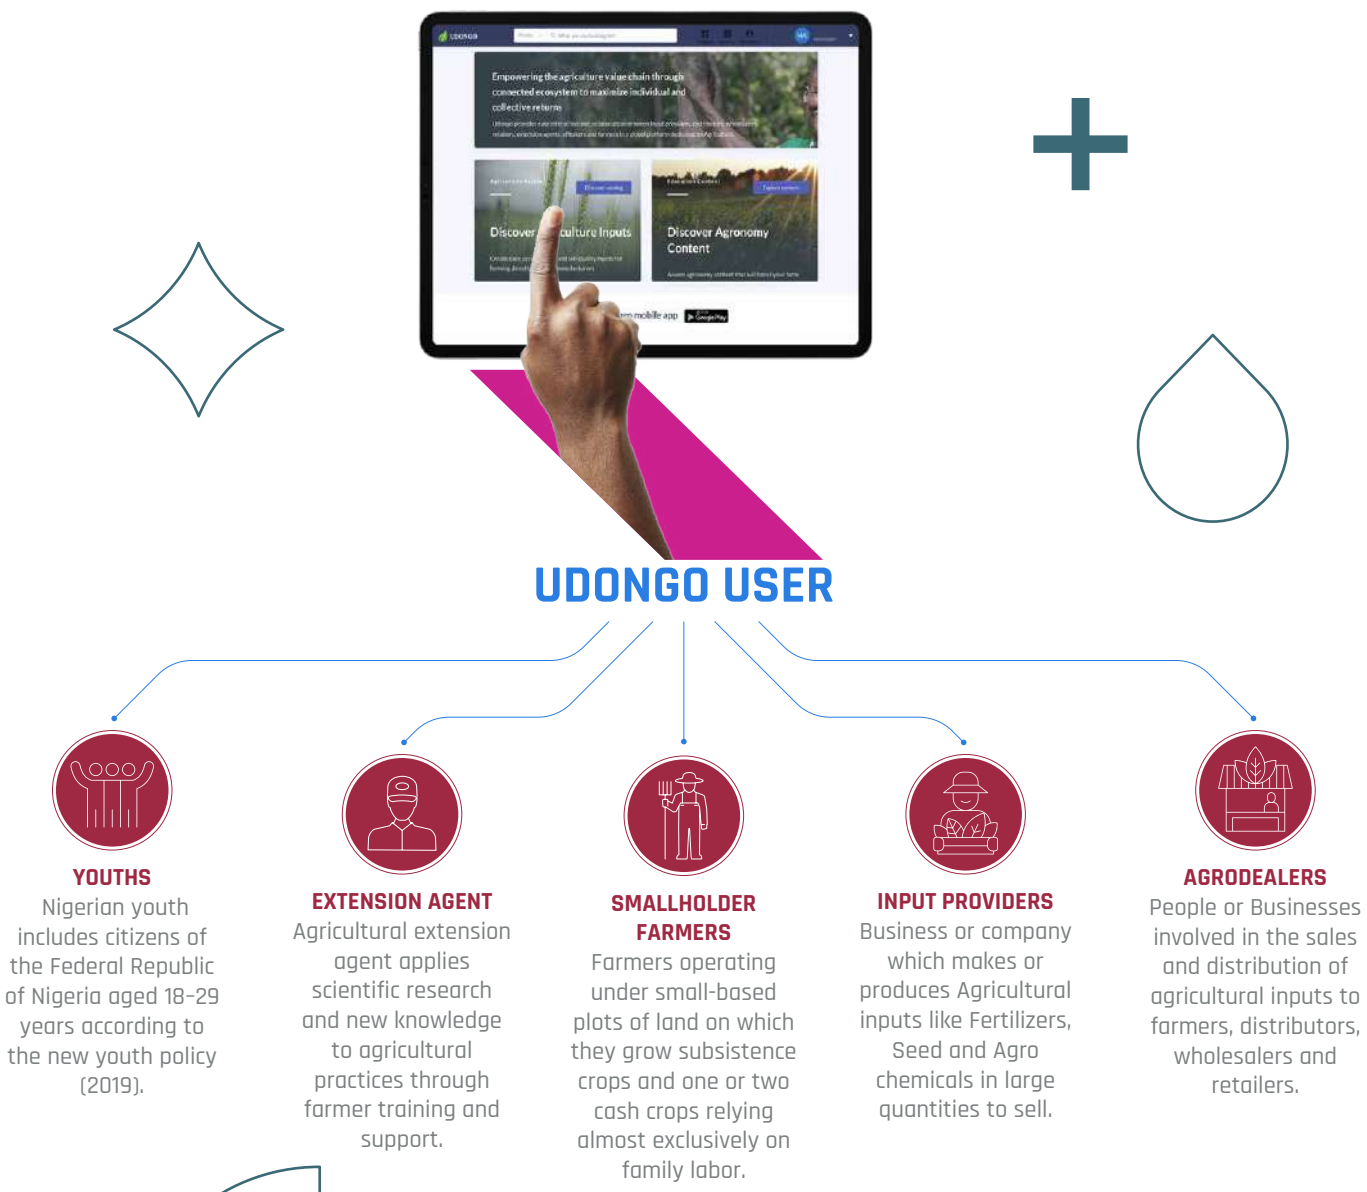 UDONGO
Empowering the agriculture value chain through
connected ecosystem to maximize individual and
collective returns
Discover
culture Inputs
Discover Agronomy
Content
mobile app
Google Play
UDONGO USER
YOUTHS
Nigerian youth
includes citizens of
the Federal Republic
of Nigeria aged 18-29
years according to
the new youth policy
(2019).
EXTENSION AGENT
Agricultural extension
agent applies
scientific research
and new knowledge
to agricultural
practices through
farmer training and
support.
SMALLHOLDER
FARMERS
Farmers operating
under small-based
plots of land on which
they grow subsistence
crops and one or two
cash crops relying
almost exclusively on
family labor.
INPUT PROVIDERS
Business or company
which makes or
produces Agricultural
inputs like Fertilizers,
Seed and Agro
chemicals in large
quantities to sell.
AGRODEALERS
People or Businesses
involved in the sales
and distribution of
agricultural inputs to
farmers, distributors,
wholesalers and
retailers.